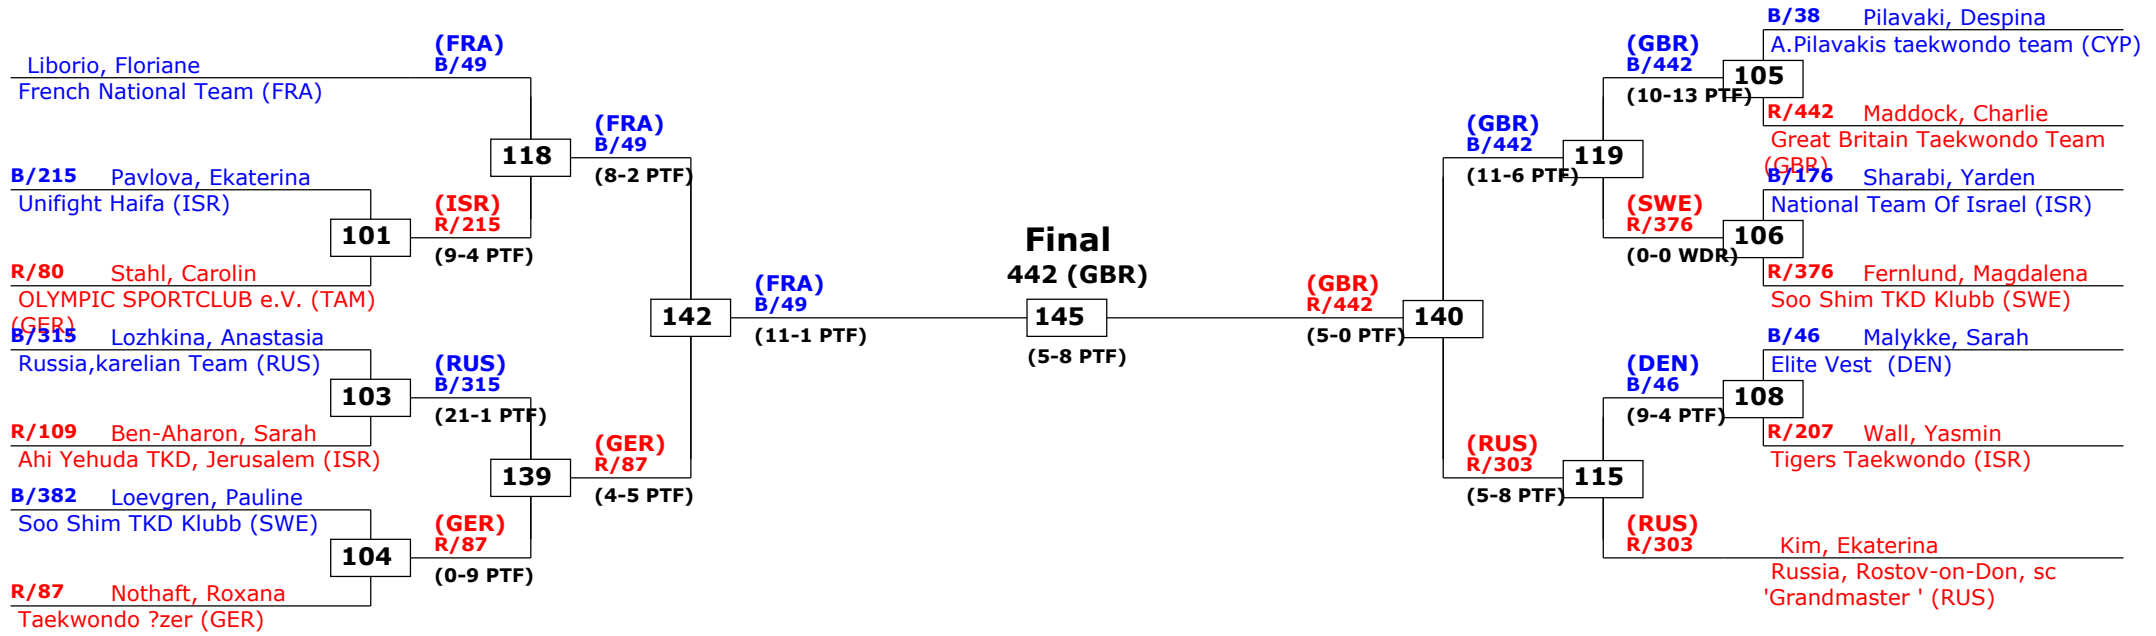 (FRA)
Liborio, Floriane
B/49
French National Team (FRA)
118
(FRA)
B/49
(8-2 PTF)
B/215 Pavlova, Ekaterina
Unifight Haifa (ISR)
101
(ISR)
R/215
(9-4 PTF)
R/80 Stahl, Carolin
OLYMPIC SPORTCLUB e.V. (TAM)
(GER)
142
(FRA)
B/49
(11-1 PTF)
B/315 Lozhkina, Anastasia
Russia,karelian Team (RUS)
103
(RUS)
B/315
(21-1 PTF)
R/109 Ben-Aharon, Sarah
Ahi Yehuda TKD, Jerusalem (ISR)
139
(GER)
R/87
(4-5 PTF)
B/382 Loevgren, Pauline
Soo Shim TKD Klubb (SWE)
104
(GER)
R/87
(0-9 PTF)
R/87 Nothaft, Roxana
Taekwondo ?zer (GER)
Final
442 (GBR)
145
(5-8 PTF)
(GBR)
R/442
(5-0 PTF)
140
(GBR)
B/442
(11-6 PTF)
119
(GBR)
B/442
(10-13 PTF)
105
B/38 Pilavaki, Despina
A.Pilavakis taekwondo team (CYP)
R/442 Maddock, Charlie
Great Britain Taekwondo Team
(GBR)
(SWE)
R/376
(0-0 WDR)
106
B/176 Sharabi, Yarden
National Team Of Israel (ISR)
R/376 Fernlund, Magdalena
Soo Shim TKD Klubb (SWE)
(RUS)
R/303
(5-8 PTF)
115
(DEN)
B/46
(9-4 PTF)
108
B/46 Malykke, Sarah
Elite Vest (DEN)
R/207 Wall, Yasmin
Tigers Taekwondo (ISR)
(RUS)
R/303
Kim, Ekaterina
Russia, Rostov-on-Don, sc
'Grandmaster ' (RUS)